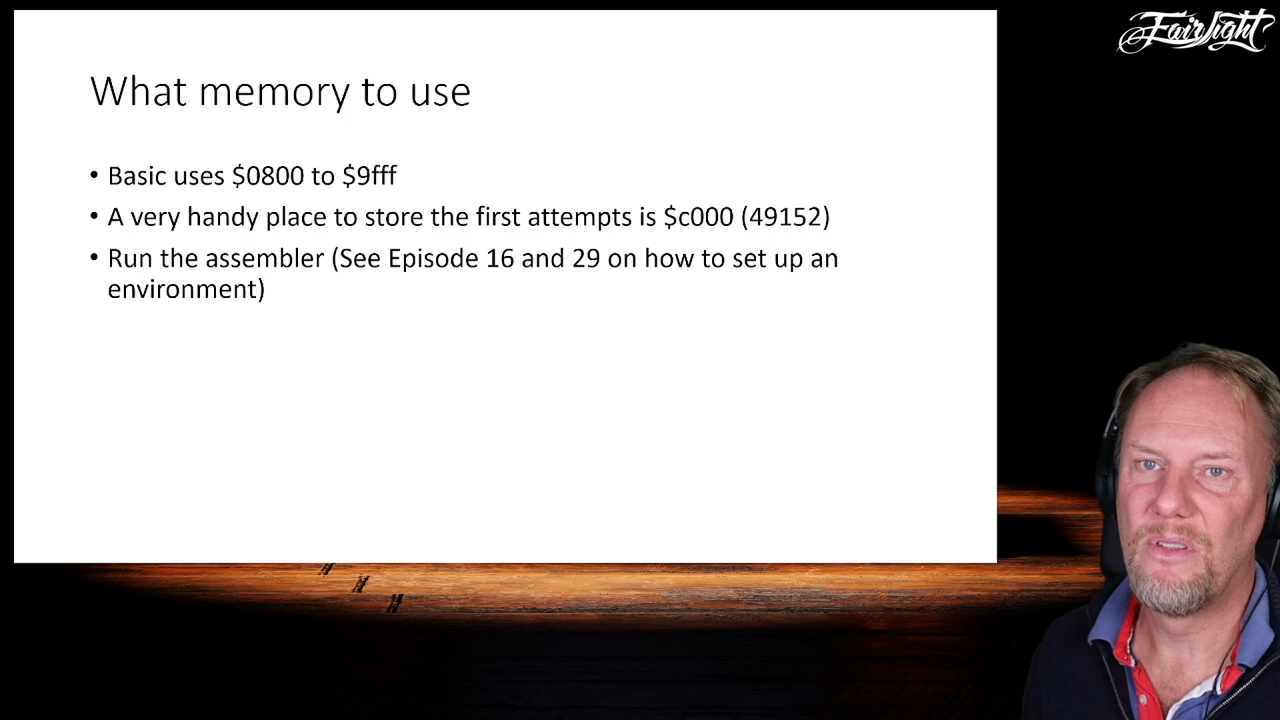 Fairlight
What memory to use
• Basic uses $0800 to $9fff
• A very handy place to store the first attempts is $c000 (49152)
• Run the assembler (See Episode 16 and 29 on how to set up an
environment)